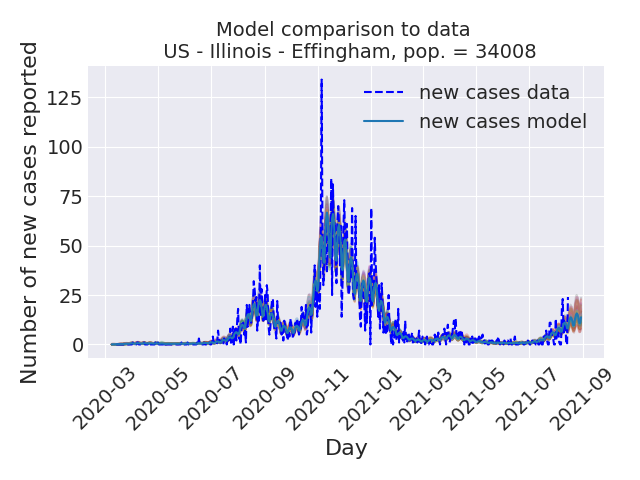 Model comparison to data
US - Illinois - Effingham, pop. = 34008
Number of new cases reported
125
100
75
50
25
0
new cases data
new cases model
2020-03
2020-05
2020-07
2020-09
2020-11
2021-01
2021-03
2021-05
2021-07
2021-09
Day